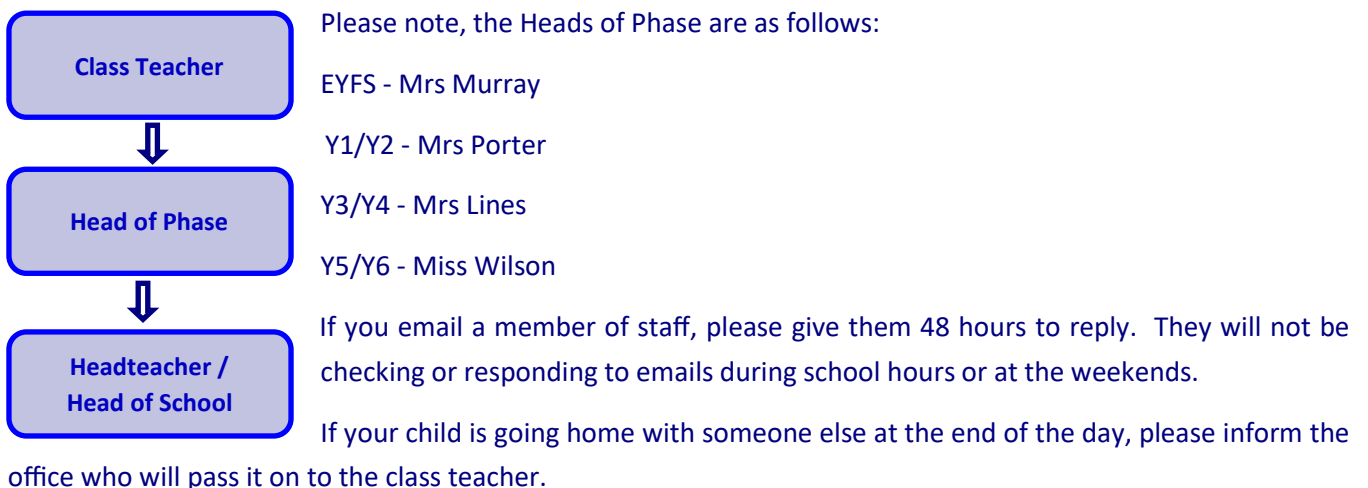 Class Teacher
Head of Phase
Headteacher /
Head of School
Please note, the Heads of Phase are as follows:
EYFS - Mrs Murray
Y1/Y2 - Mrs Porter
Y3/Y4 - Mrs Lines
Y5/Y6 - Miss Wilson
If you email a member of staff, please give them 48 hours to reply. They will not be
checking or responding to emails during school hours or at the weekends.
If your child is going home with someone else at the end of the day, please inform the
office who will pass it on to the class teacher.